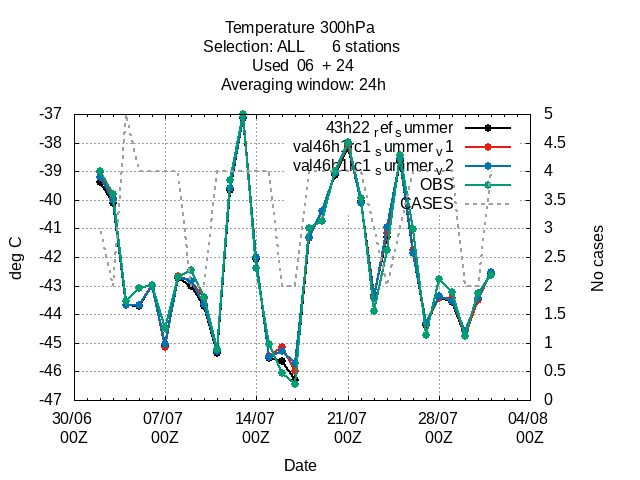 Temperature 300hPa
Selection: ALL 6 stations
Used 06 + 24
Averaging window: 24h
43h22 ref summer
val46h1rc1 summer v1
val46h1rc1 summer v2
OBS
CASES
-37
-38
-39
-40
-41
-42
-43
-44
-45
-46
-47
deg C
5
4.5
4
3.5
3
2.5
2
1.5
1
0.5
0
No cases
30/06 07/07 14/07 21/07 28/07 04/08
00Z 00Z 00Z 00Z 00Z 00Z
Date